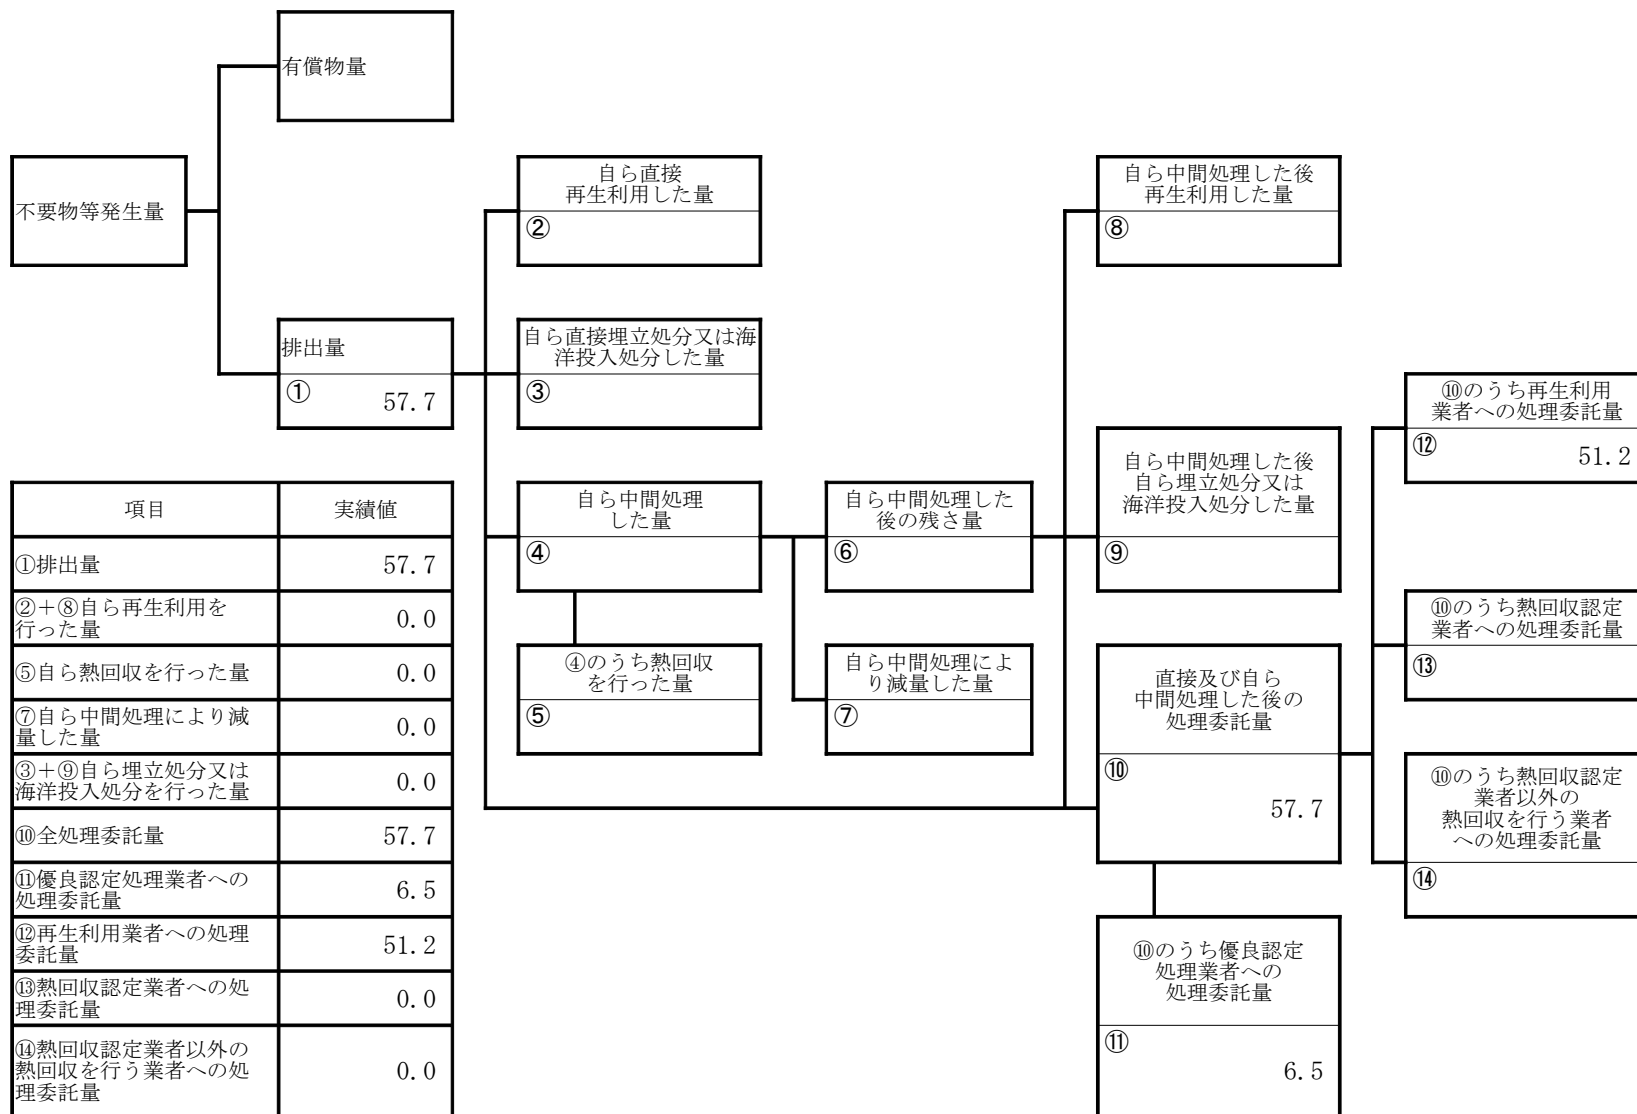 有償物量
不要物等発生量
自ら直接
再生利用した量
②
自ら中間処理した後
再生利用した量
⑧
排出量
①
57.7
自ら直接埋立処分又は海
洋投入処分した量
③
⑩のうち再生利用
業者への処理委託量
⑫
51.2
自ら中間処理
した量
④
自ら中間処理した
後の残さ量
⑥
自ら中間処理した後
自ら埋立処分又は
海洋投入処分した量
⑨
④のうち熱回収
を行った量
⑤
自ら中間処理によ
り減量した量
⑦
直接及び自ら
中間処理した後の
処理委託量
⑩
57.7
⑩のうち熱回収認定
業者への処理委託量
⑬
⑩のうち熱回収認定
業者以外の
熱回収を行う業者
への処理委託量
⑭
⑩のうち優良認定
処理業者への
処理委託量
⑪
6.5
項目
実績値
①排出量
57.7
②+⑧自ら再生利用を
行った量
0.0
⑤自ら熱回収を行った量
0.0
⑦自ら中間処理により減
量した量
0.0
③+⑨自ら埋立処分又は
海洋投入処分を行った量
0.0
⑩全処理委託量
57.7
⑪優良認定処理業者への
処理委託量
6.5
⑫再生利用業者への処理
委託量
51.2
⑬熱回収認定業者への処
理委託量
0.0
⑭熱回収認定業者以外の
熱回収を行う業者への処
理委託量
0.0